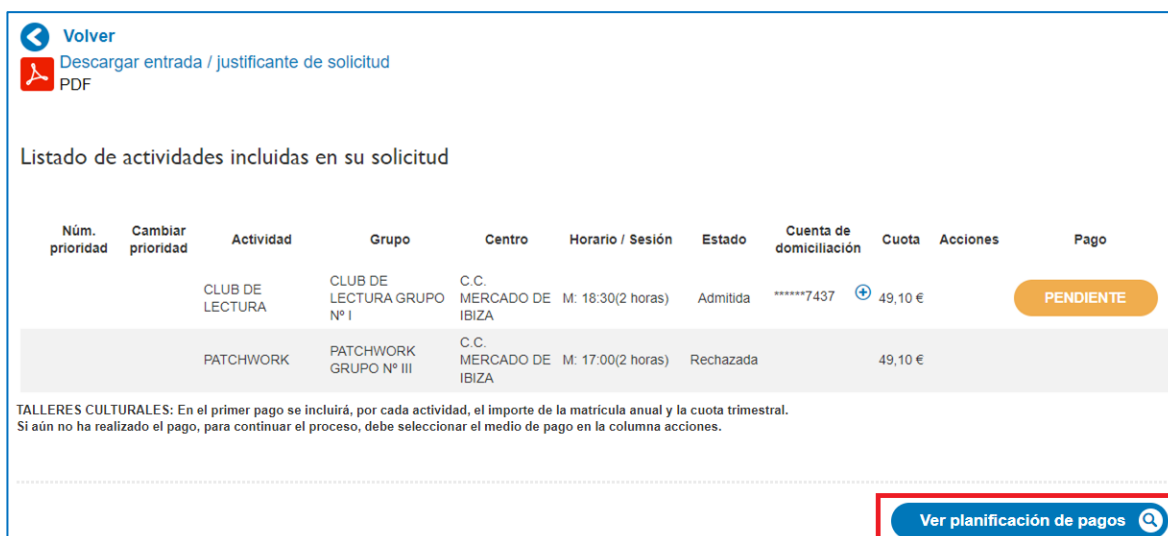 Volver
Descargar entrada / justificante de solicitud
PDF
Listado de actividades incluidas en su solicitud
Núm. prioridad Cambiar prioridad Actividad Grupo Centro Horario / Sesión Estado Cuenta de domiciliación Cuota Acciones Pago
CLUB DE LECTURA CLUB DE LECTURA GRUPO Nº I C.C. MERCADO DE IBIZA M: 18:30(2 horas) Admitida ******7437 49,10 € PENDIENTE
PATCHWORK PATCHWORK GRUPO Nº III C.C. MERCADO DE IBIZA M: 17:00(2 horas) Rechazada 49,10 €
TALLERES CULTURALES: En el primer pago se incluirá, por cada actividad, el importe de la matrícula anual y la cuota trimestral.
Si aún no ha realizado el pago, para continuar el proceso, debe seleccionar el medio de pago en la columna acciones.
Ver planificación de pagos